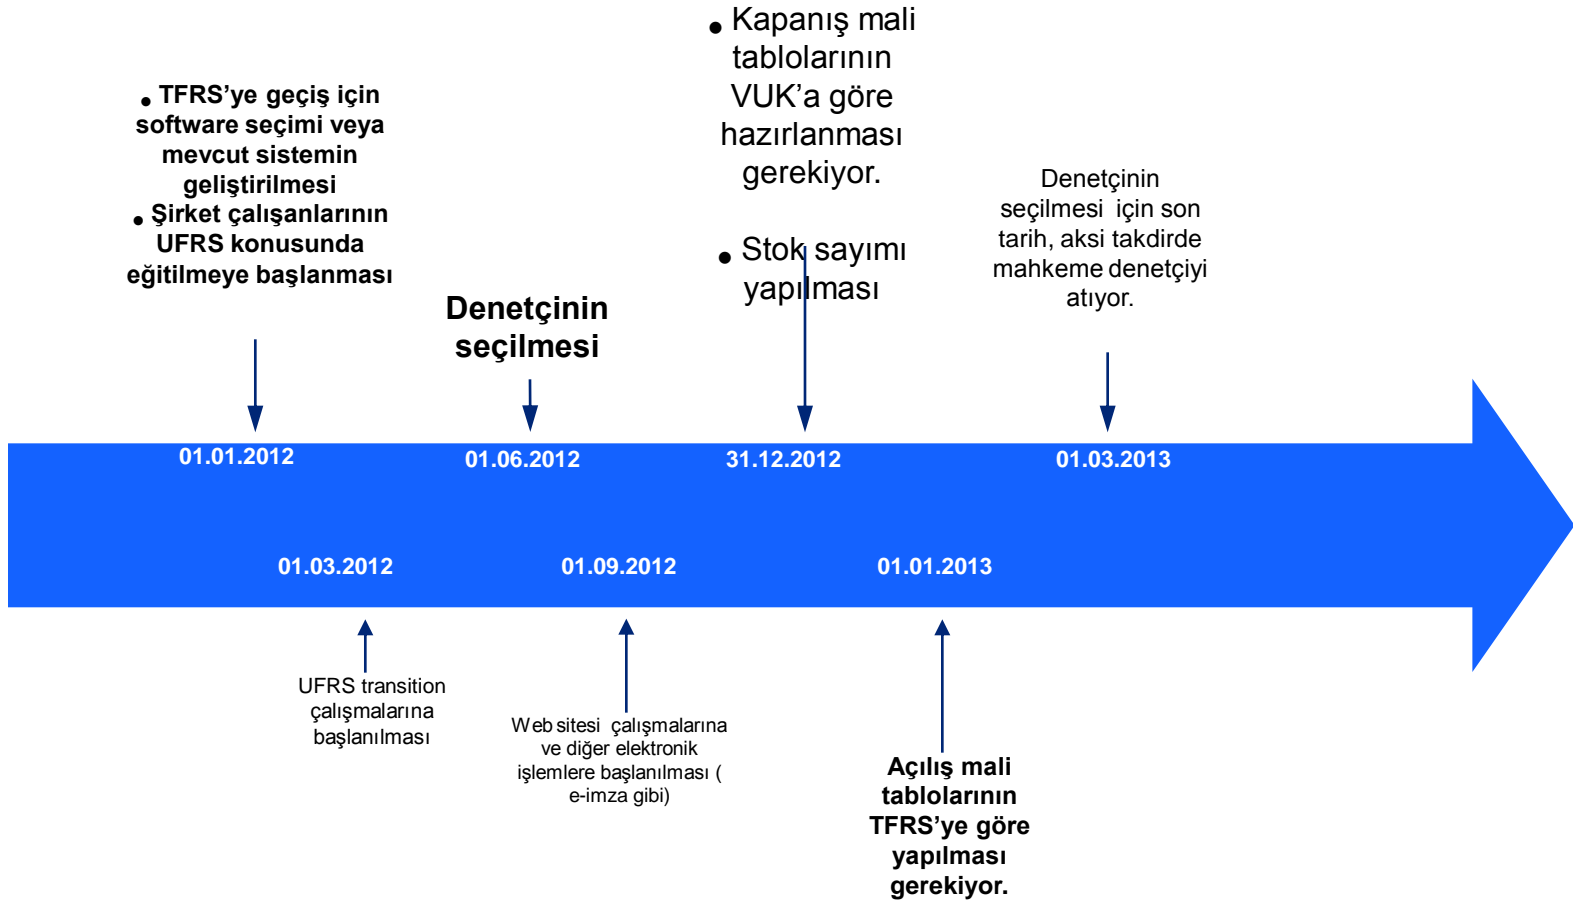 • TFRS’ye geçiş için
software seçimi veya
mevcut sistemin
geliştirilmesi
• Şirket çalışanlarının
UFRS konusunda
eğitilmeye başlanması
Denetçinin
seçilmesi
• Kapanış mali
tablolarının
VUK’a göre
hazırlanması
gerekiyor.
• Stok sayımı
yapılması
Denetçinin
seçilmesi için son
tarih, aksi takdirde
mahkeme denetçiyi
atıyor.
01.01.2012
01.06.2012
31.12.2012
01.03.2013
01.03.2012
01.09.2012
01.01.2013
UFRS transition
çalışmalarına
başlanılması
Web sitesi çalışmalarına
ve diğer elektronik
işlemlere başlanılması (
e-imza gibi)
Açılış mali
tablolarının
TFRS’ye göre
yapılması
gerekiyor.